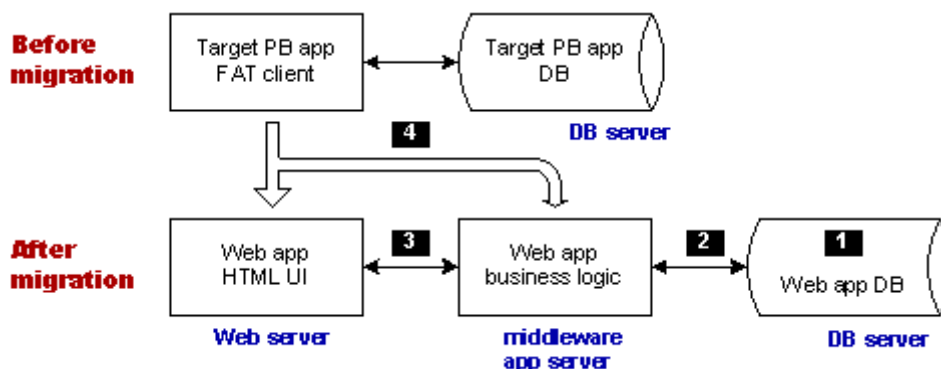 Before
migration
Target PB app
FAT client
Target PB app
DB
DB server
4
After
migration
Web app
HTML UI
3
Web app
business logic
2
1
Web app DB
Web server
middleware
app server
DB server